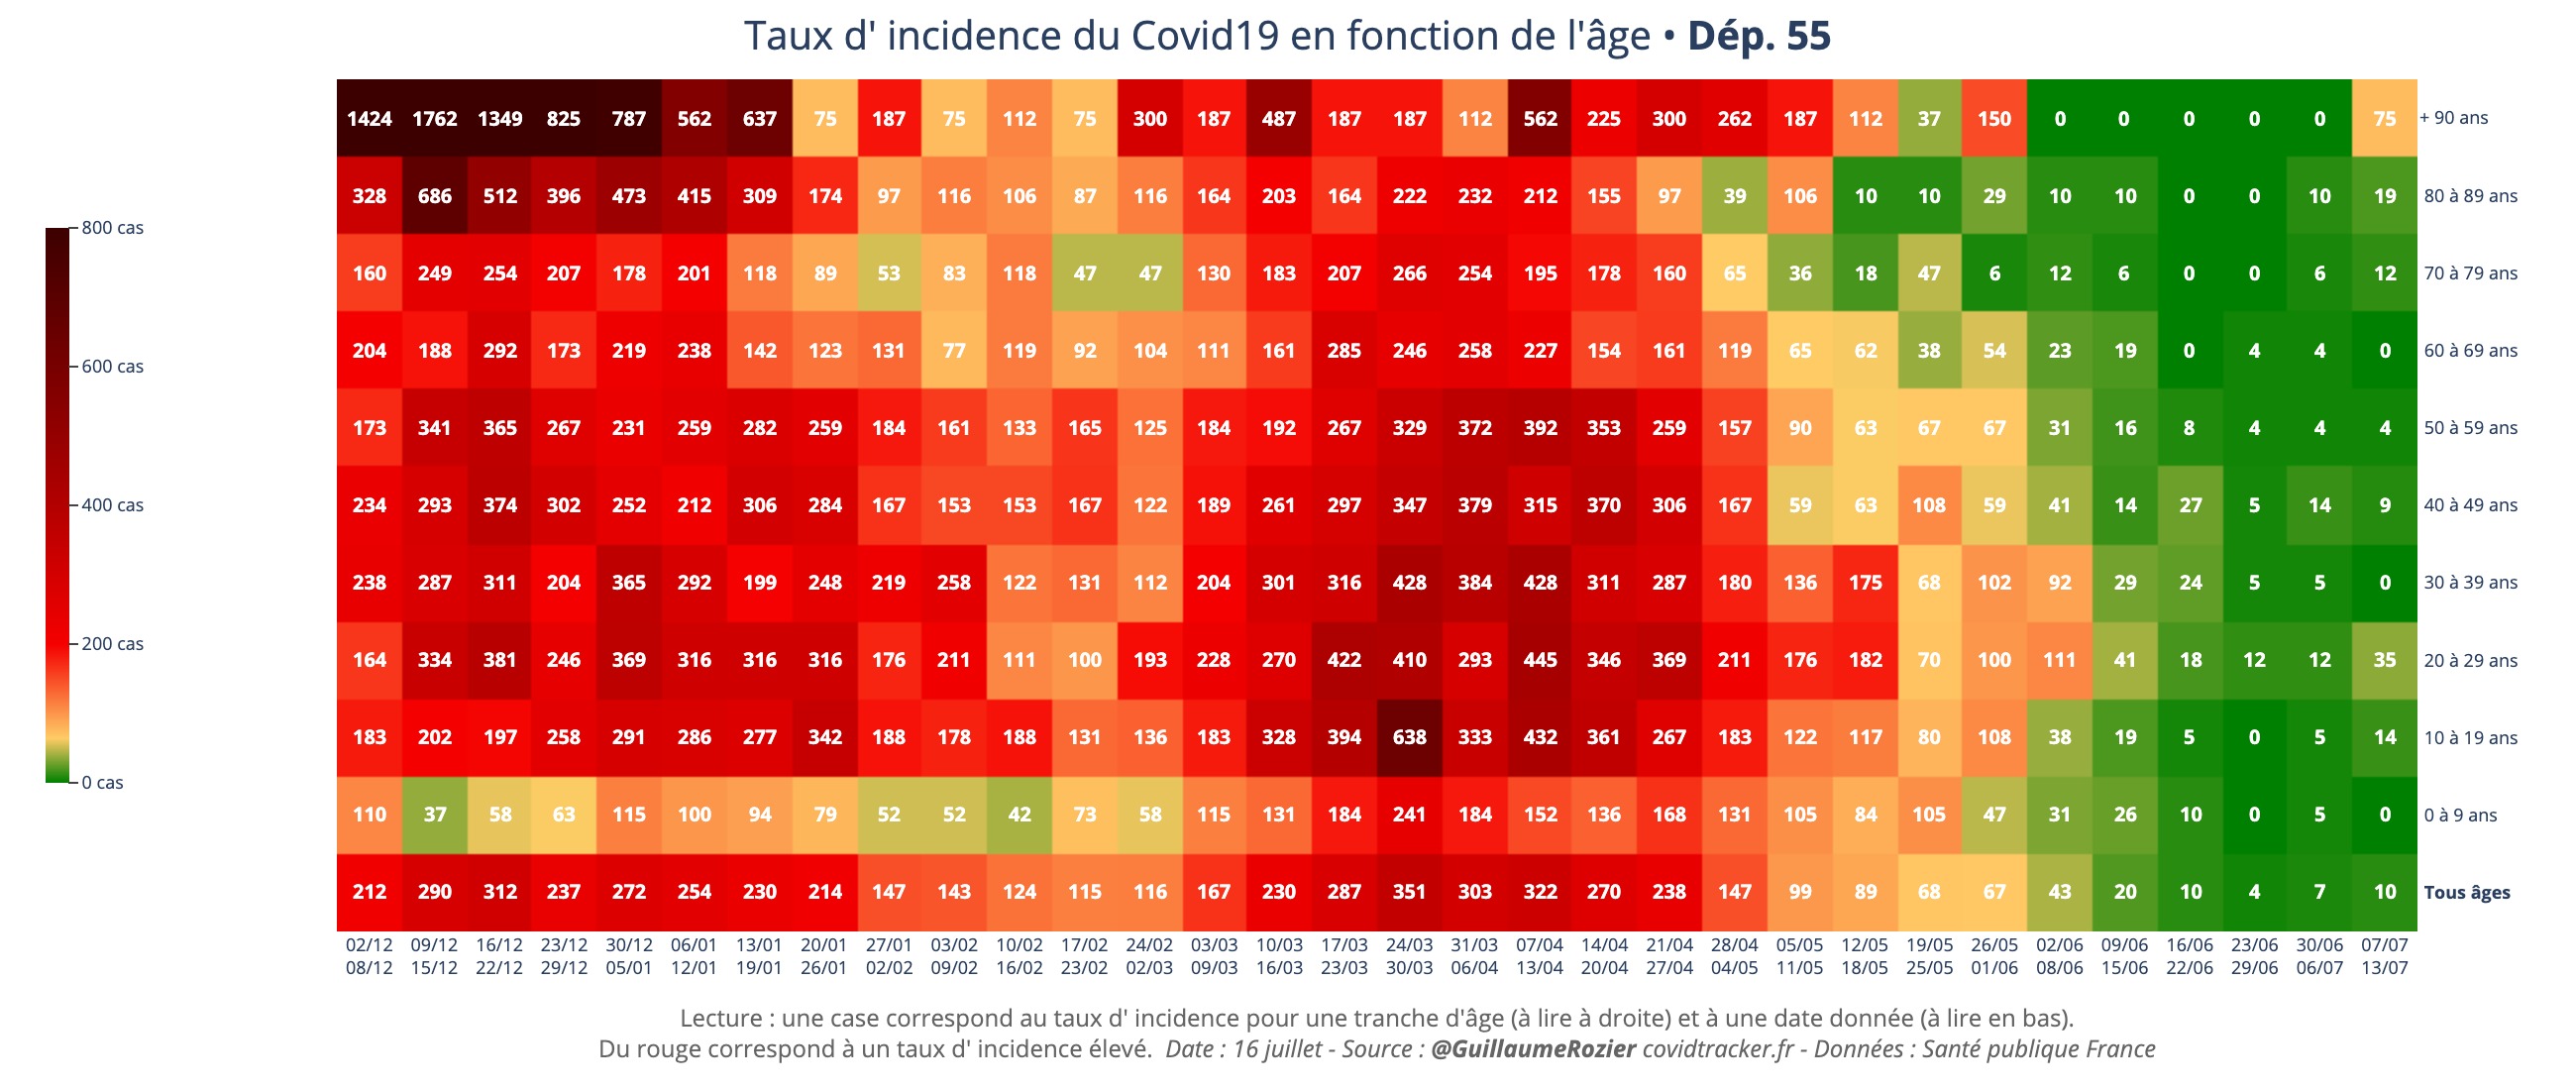 Taux d' incidence du Covid19 en fonction de l'âge • Dép. 55
800 cas
600 cas
400 cas
200 cas
0 cas
1424 1762 1349 825 787 562 637 75 187 75 112 75 300 187 487 187 187 112 562 225 300 262 187 112 37 150 0 0 0 0 0 75 + 90 ans
328 686 512 396 473 415 309 174 97 116 106 87 116 164 203 164 222 232 212 155 97 39 106 10 10 29 10 10 0 0 10 19 80 à 89 ans
160 249 254 207 178 201 118 89 53 83 118 47 47 130 183 207 266 254 195 178 160 65 36 18 47 6 12 6 0 0 6 12 70 à 79 ans
204 188 292 173 219 238 142 123 131 77 119 92 104 111 161 285 246 258 227 154 161 119 65 62 38 54 23 19 0 4 4 0 60 à 69 ans
173 341 365 267 231 259 282 259 184 161 133 165 125 184 192 267 329 372 392 353 259 157 90 63 67 67 31 16 8 4 4 4 50 à 59 ans
234 293 374 302 252 212 306 284 167 153 153 167 122 189 261 297 347 379 315 370 306 167 59 63 108 59 41 14 27 5 14 9 40 à 49 ans
238 287 311 204 365 292 199 248 219 258 122 131 112 204 301 316 428 384 428 311 287 180 136 175 68 102 92 29 24 5 5 0 30 à 39 ans
164 334 381 246 369 316 316 316 176 211 111 100 193 228 270 422 410 293 445 346 369 211 176 182 70 100 111 41 18 12 12 35 20 à 29 ans
183 202 197 258 291 286 277 342 188 178 188 131 136 183 328 394 638 333 432 361 267 183 122 117 80 108 38 19 5 0 5 14 10 à 19 ans
110 37 58 63 115 100 94 79 52 52 42 73 58 115 131 184 241 184 152 136 168 131 105 84 105 47 31 26 10 0 5 0 0 à 9 ans
212 290 312 237 272 254 230 214 147 143 124 115 116 167 230 287 351 303 322 270 238 147 99 89 68 67 43 20 10 4 7 10 Tous âges
02/12 09/12 16/12 23/12 30/12 06/01 13/01 20/01 27/01 03/02 10/02 17/02 24/02 03/03 10/03 17/03 24/03 31/03 07/04 14/04 21/04 28/04 05/05 12/05 19/05 26/05 02/06 09/06 16/06 23/06 30/06 07/07
08/12 15/12 22/12 29/12 05/01 12/01 19/01 26/01 02/02 09/02 16/02 23/02 02/03 09/03 16/03 23/03 30/03 06/04 13/04 20/04 27/04 04/05 11/05 18/05 25/05 01/06 08/06 15/06 22/06 29/06 06/07 13/07
Lecture : une case correspond au taux d' incidence pour une tranche d'âge (à lire à droite) et à une date donnée (à lire en bas).
Du rouge correspond à un taux d' incidence élevé. Date : 16 juillet - Source : @GuillaumeRozier covidtracker.fr - Données : Santé publique France